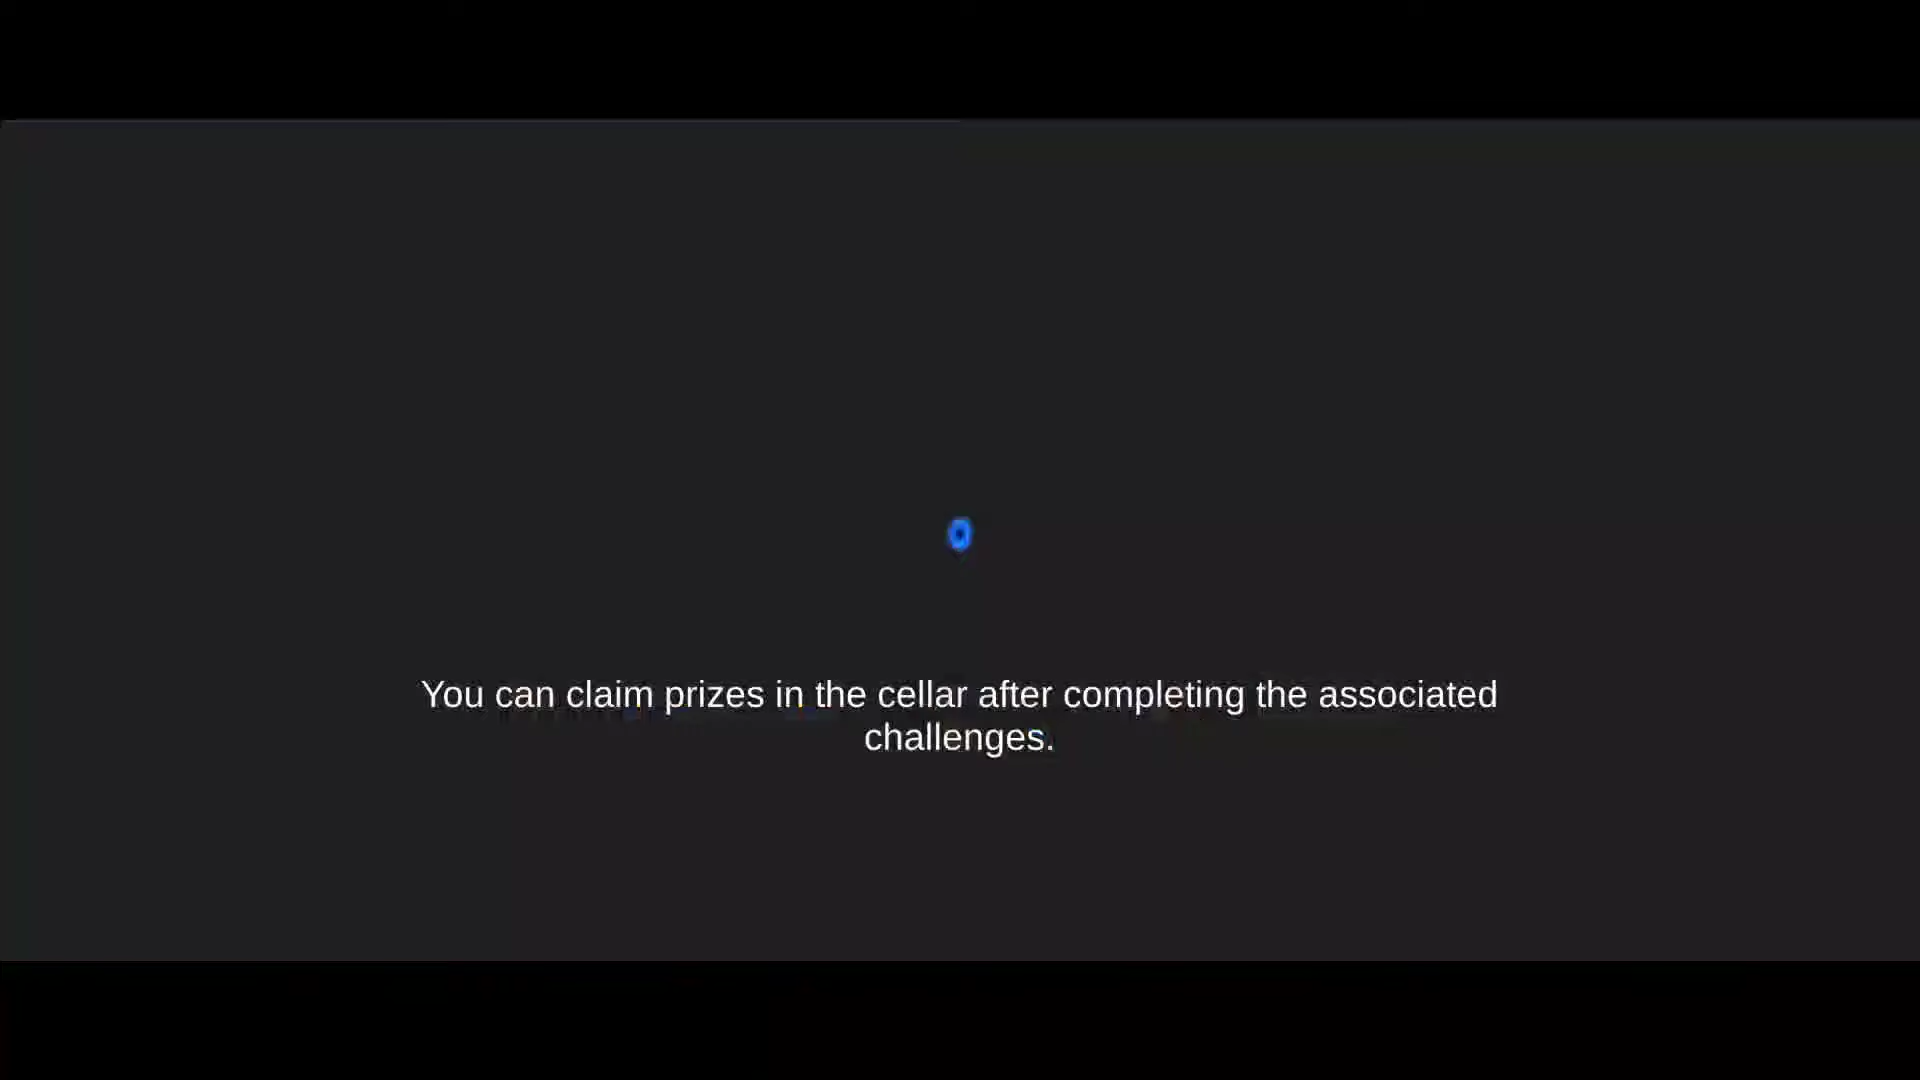 You can claim prizes in the cellar after completing the associated
challenges.